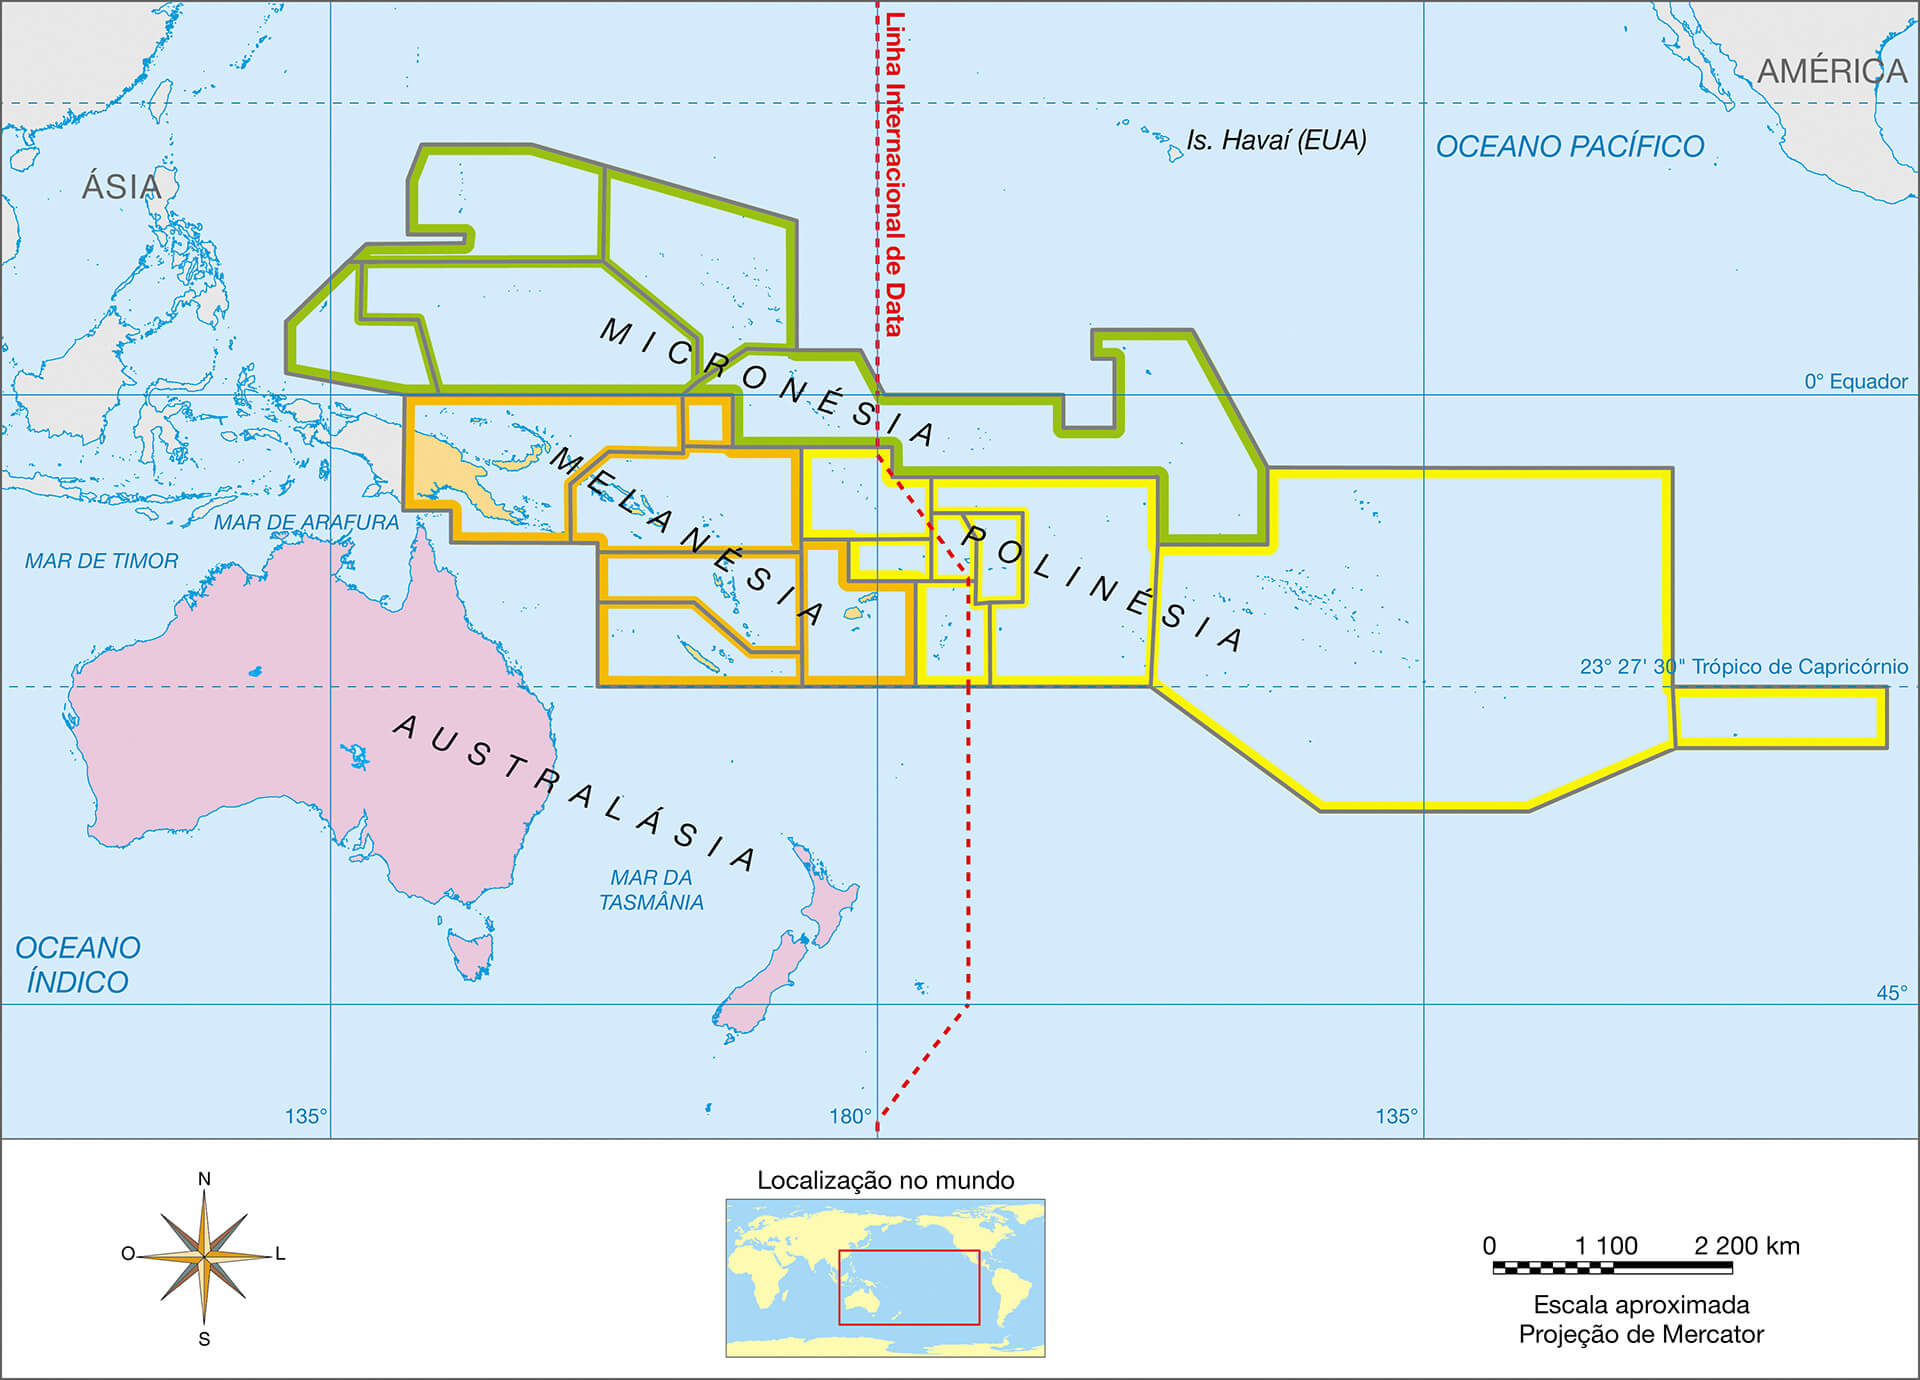 Linha Internacional de Data
AMÉRICA
Is. Havaí (EUA)
OCEANO PACÍFICO
ÁSIA
MICRONÉSIA
0° Equador
MELANÉSIA
MAR DE ARAFURA
MAR DE TIMOR
POLINÉSIA
23° 27' 30" Trópico de Capricórnio
AUSTRALÁSIA
MAR DA
TASMÂNIA
OCEANO
ÍNDICO
45°
135°
180°
135°
N
O
L
S
Localização no mundo
0 1 100 2 200 km
Escala aproximada
Projeção de Mercator